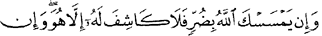 وَإِن يَمْسَسْكَ ٱللَّهُ بِضُرٍّ فَلَا كَاشِفَ لَهُۥٓ إِلَّا هُوَ ۖ وَإِن